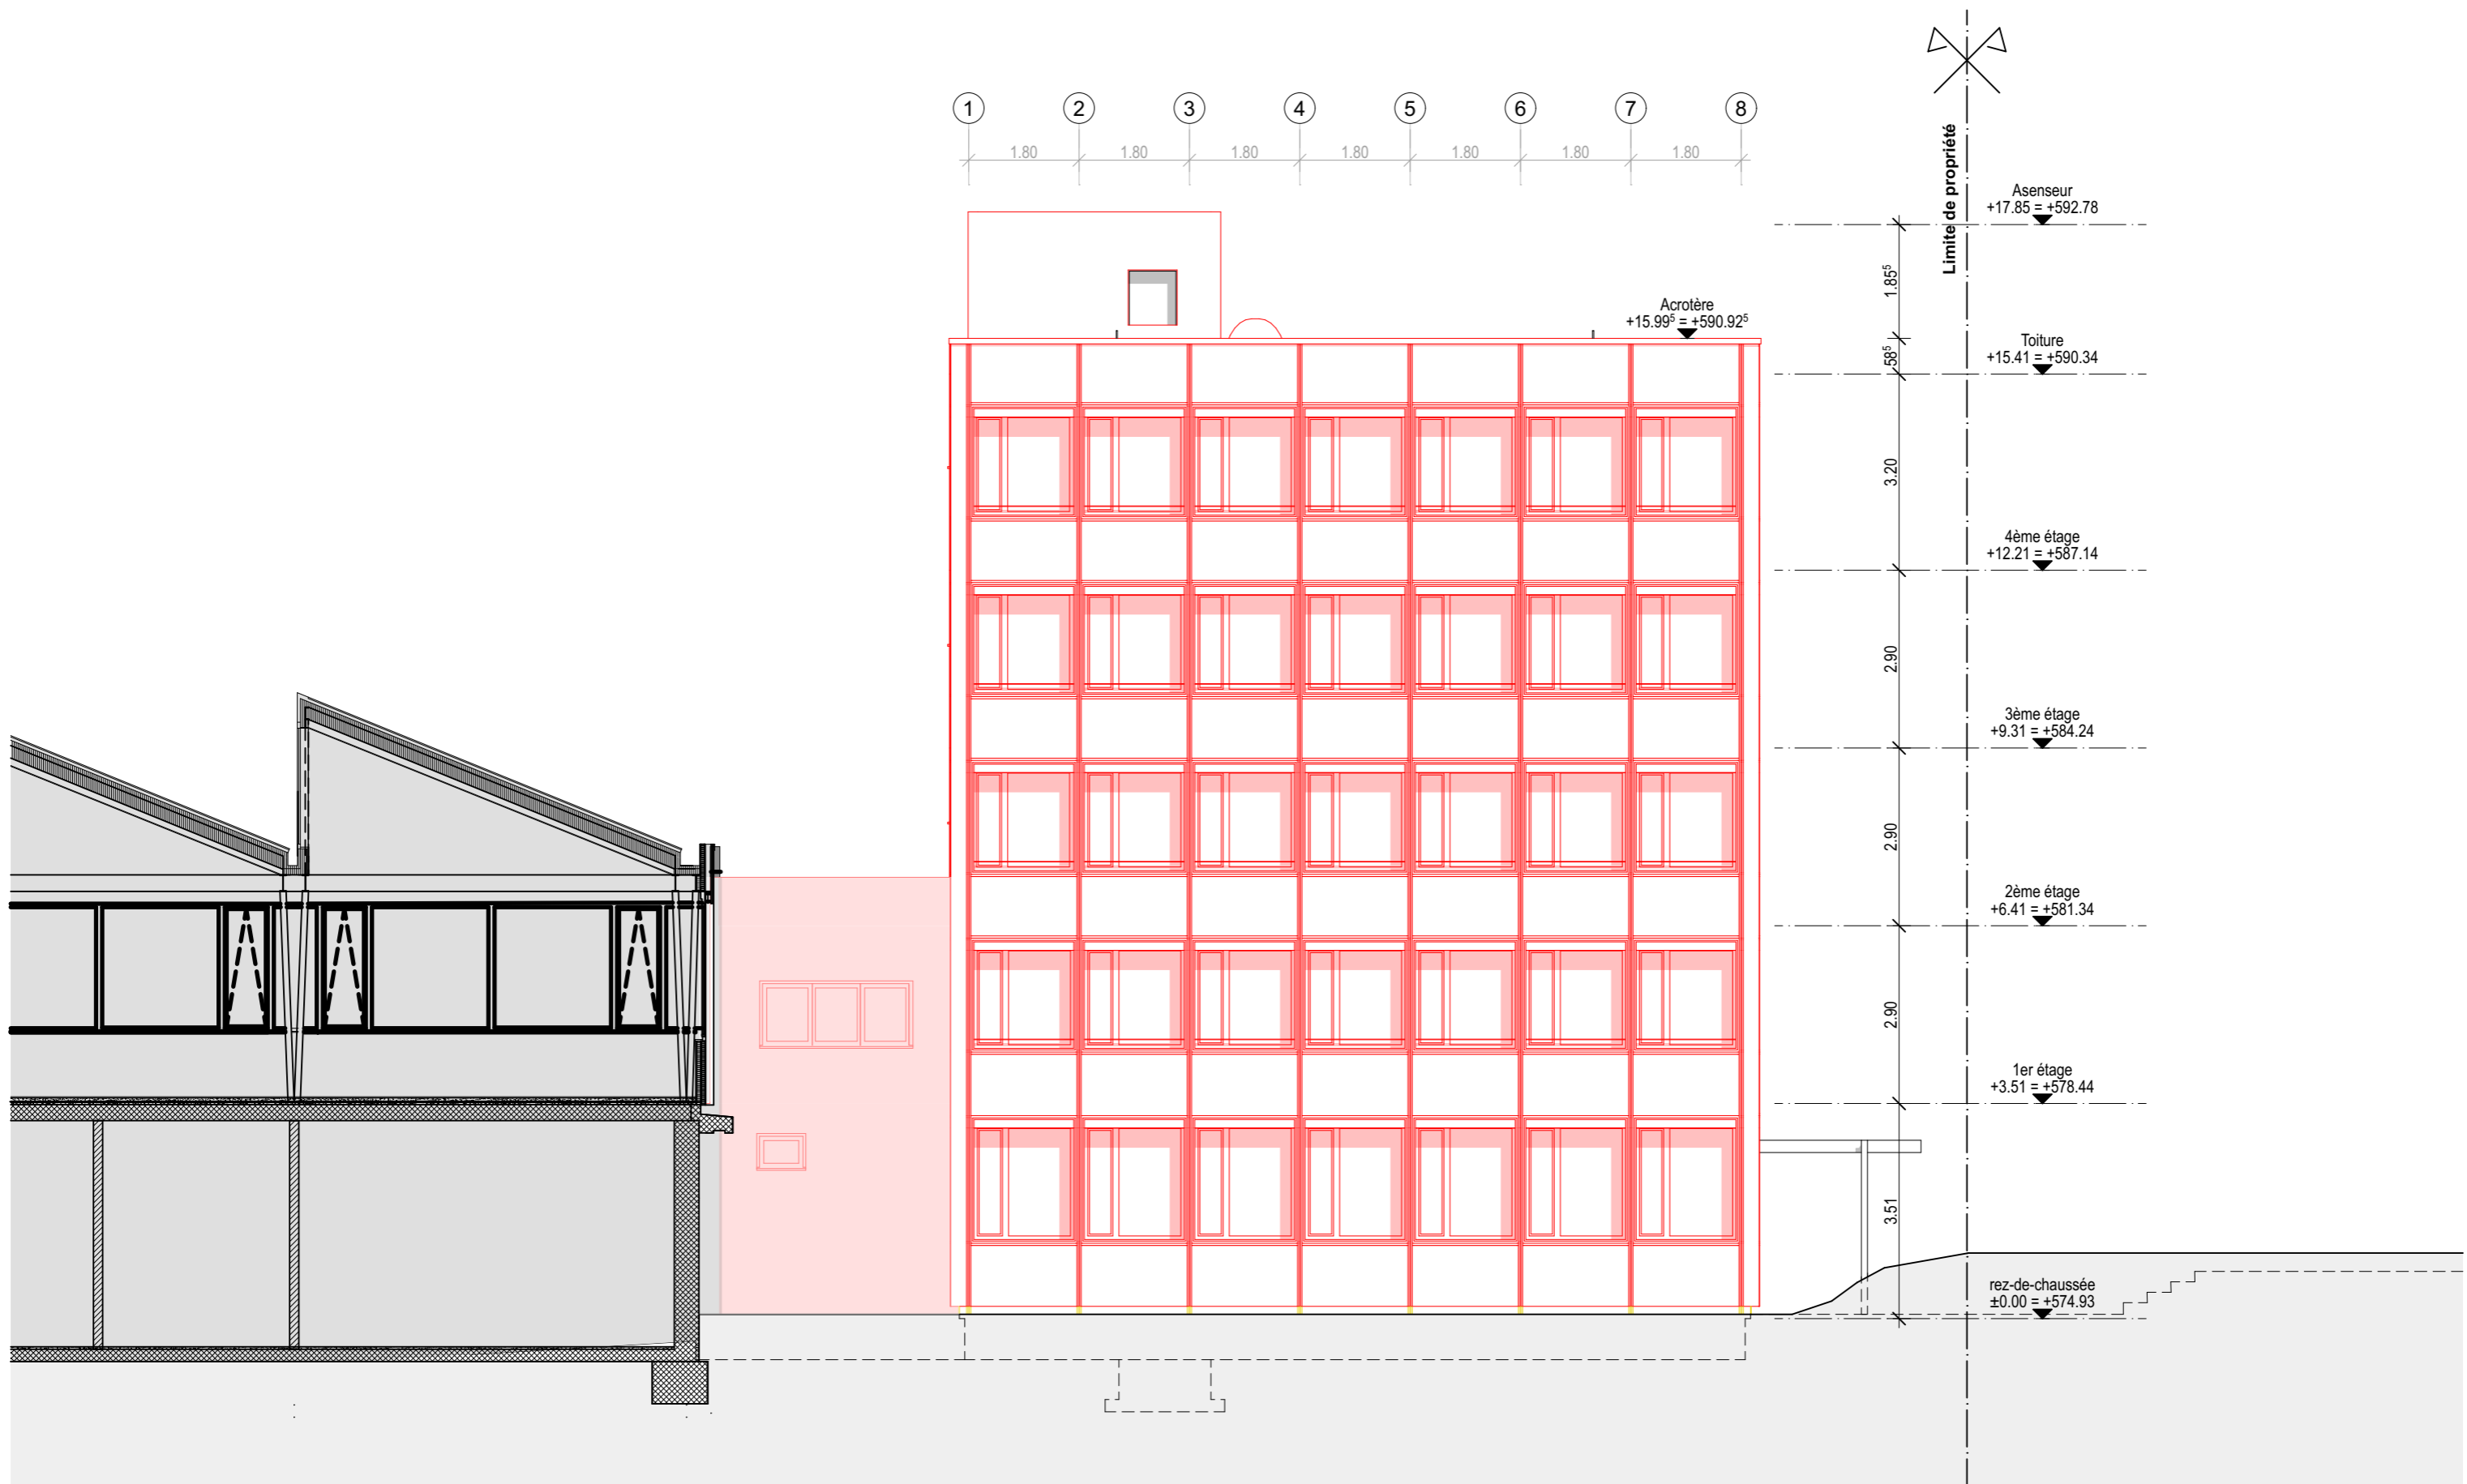 1 2 3 4 5 6 7 8
1.80 1.80 1.80 1.80 1.80 1.80 1.80
Limite de propriété
Asenseur
+17.85 = +592.78
1.85⁵
Acrotère
+15.99⁵ = +590.92⁵
58⁵
Toiture
+15.41 = +590.34
3.20
4ème étage
+12.21 = +587.14
2.90
3ème étage
+9.31 = +584.24
2.90
2ème étage
+6.41 = +581.34
2.90
1er étage
+3.51 = +578.44
3.51
rez-de-chaussée
±0.00 = +574.93